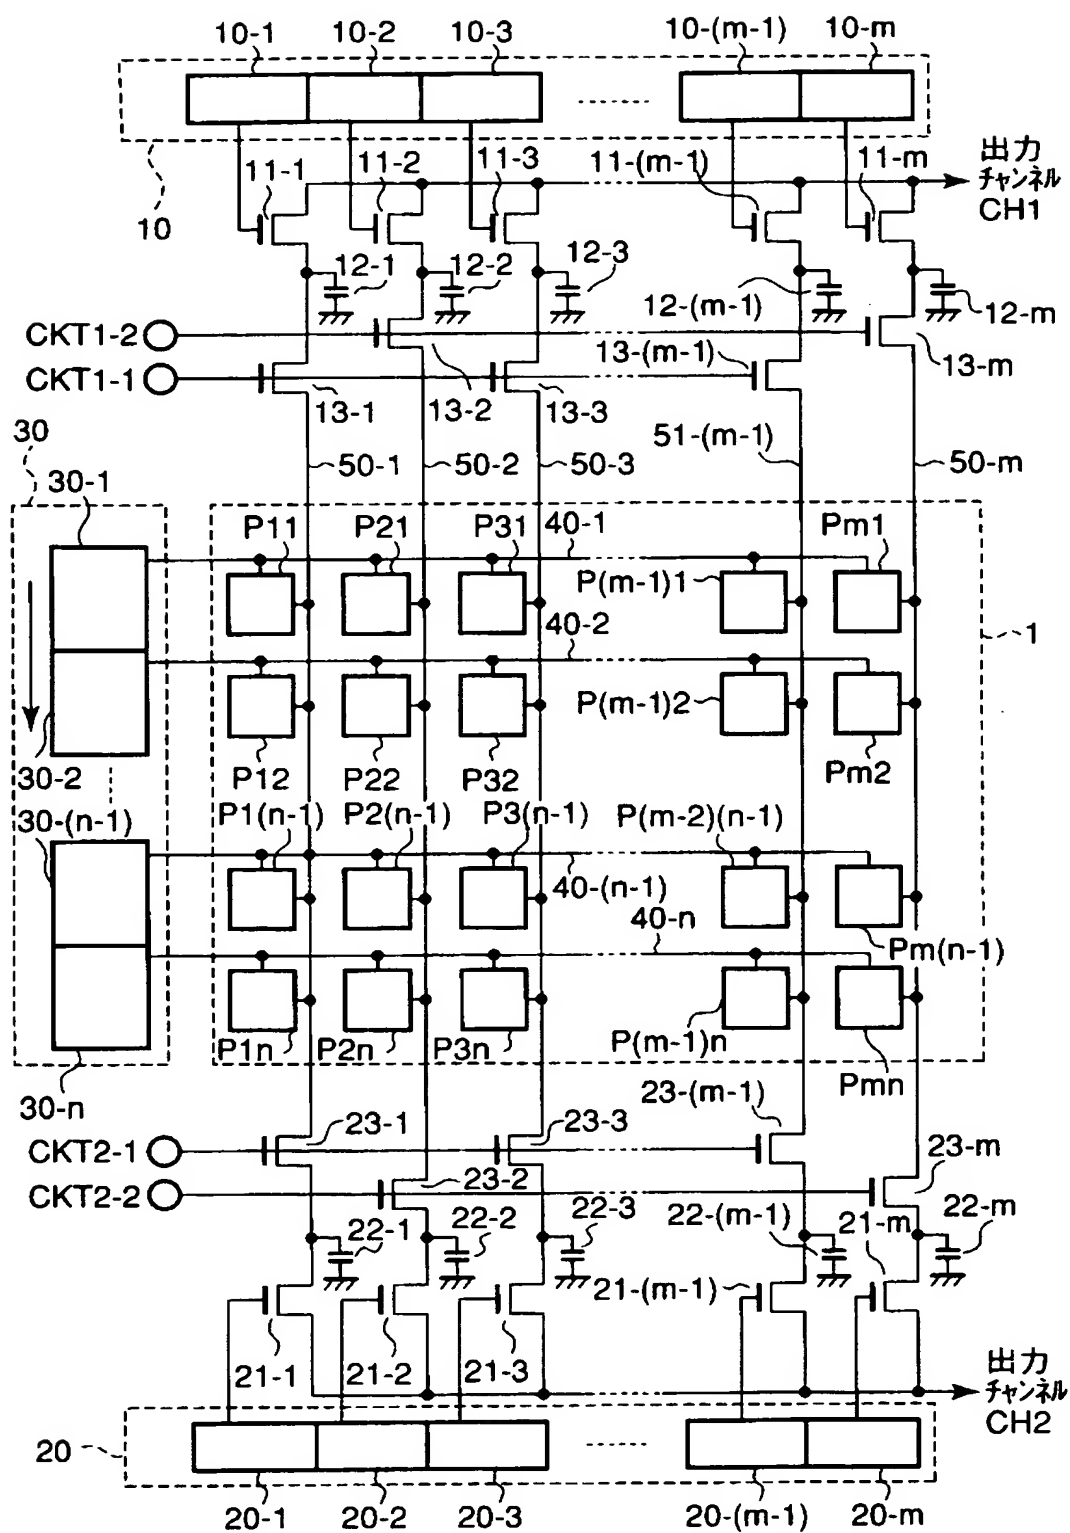 10-1 10-2 10-3 10-(m-1) 10-m
11-1 11-2 11-3 11-(m-1) 11-m
出力
チャンネル
CH1
10
12-1 12-2 12-3 12-(m-1) 12-m
CKT1-2
13-(m-1) 13-m
CKT1-1
13-1 13-2 13-3
51-(m-1)
30
50-1 50-2 50-3 50-m
30-1
P11 P21 P31 40-1 Pm1
P(m-1)1
40-2
1
P(m-1)2
30-2 P12 P22 P32 Pm2
30-(n-1) P1(n-1) P2(n-1) P3(n-1) P(m-2)(n-1)
40-(n-1)
40-n
Pm(n-1)
P1n P2n P3n P(m-1)n
Pmn
30-n
23-(m-1)
23-1 23-3
CKT2-1
23-m
23-2
CKT2-2
22-1 22-2 22-3 22-(m-1) 21-m 22-m
21-(m-1)
21-1 21-2 21-3
出力
チャンネル
CH2
20
20-1 20-2 20-3 20-(m-1) 20-m